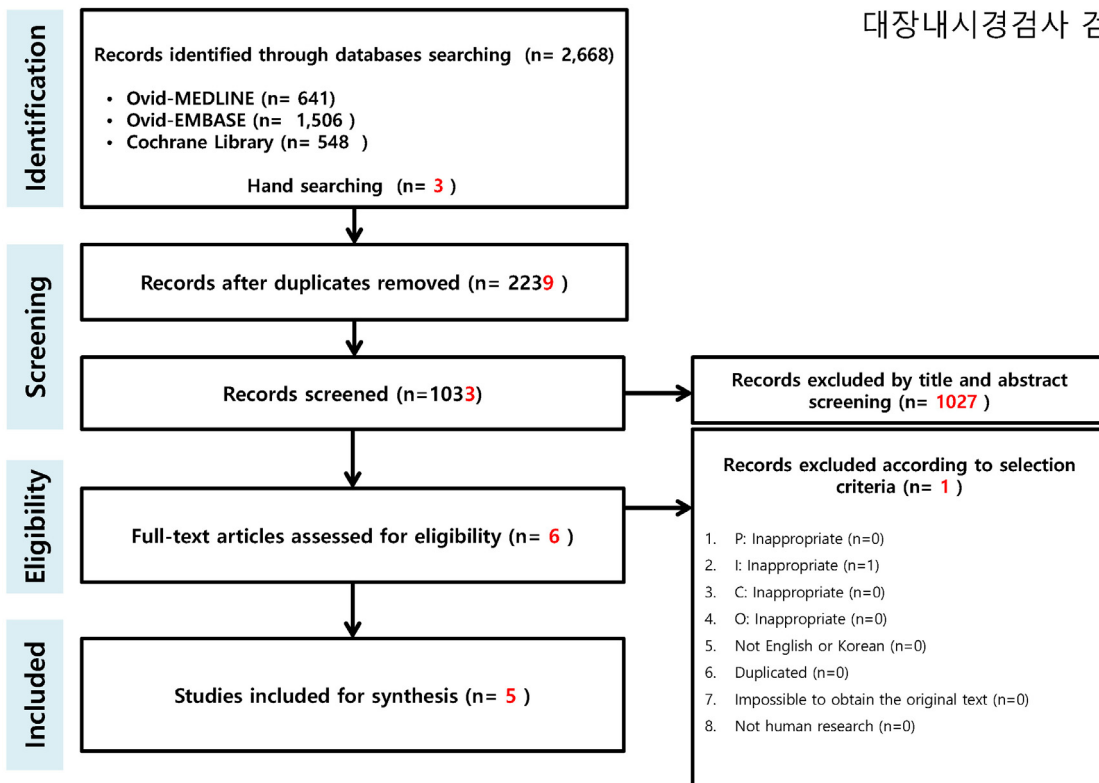 대장내시경검사 검
Identification
Records identified through databases searching (n= 2,668)
• Ovid-MEDLINE (n= 641)
• Ovid-EMBASE (n= 1,506 )
• Cochrane Library (n= 548 )
Hand searching (n= 3 )
Screening
Records after duplicates removed (n= 2239 )
Records screened (n=1033)
Records excluded by title and abstract
screening (n= 1027 )
Eligibility
Full-text articles assessed for eligibility (n= 6 )
Records excluded according to selection
criteria (n= 1 )
1. P: Inappropriate (n=0)
2. I: Inappropriate (n=1)
3. C: Inappropriate (n=0)
4. O: Inappropriate (n=0)
5. Not English or Korean (n=0)
6. Duplicated (n=0)
7. Impossible to obtain the original text (n=0)
8. Not human research (n=0)
Included
Studies included for synthesis (n= 5 )